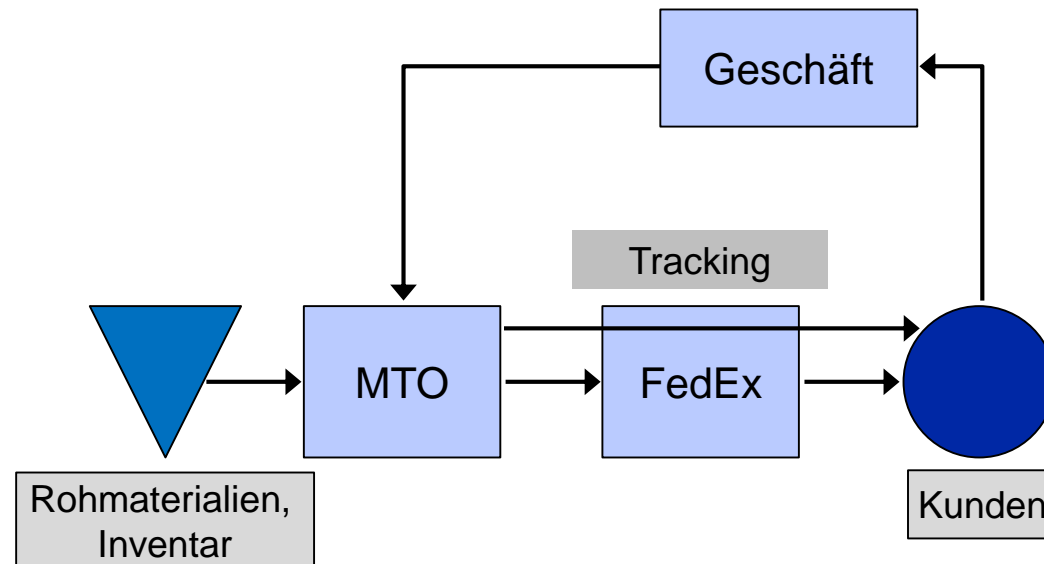 Geschäft
Tracking
MTO
FedEx
Rohmaterialien,
Inventar
Kunden